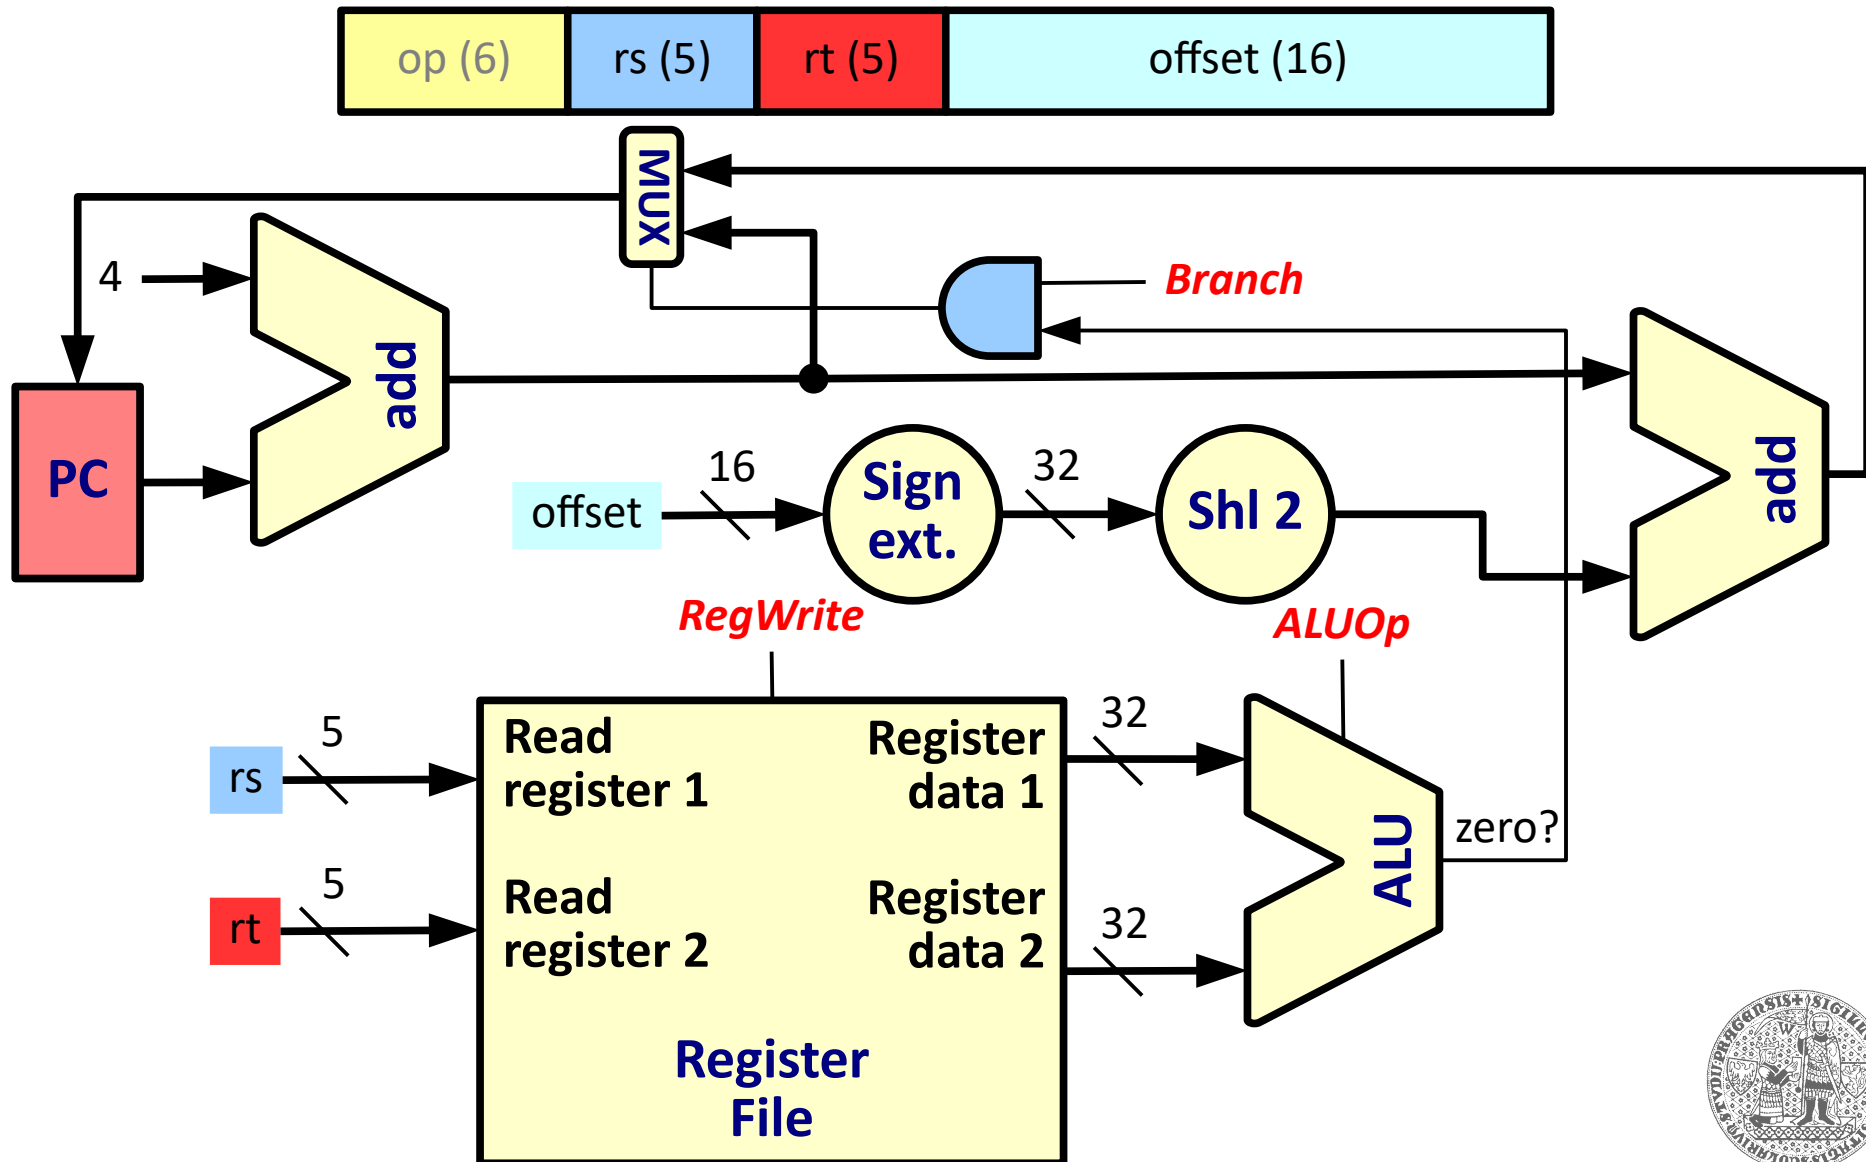 op (6) rs (5) rt (5) offset (16)
MUX
4
Branch
add
PC
add
offset
16
Sign
ext.
32
Shl 2
RegWrite
ALUOp
rs
5
Read
register 1
Register
data 1
32
ALU
zero?
rt
5
Read
register 2
Register
data 2
32
Register
File